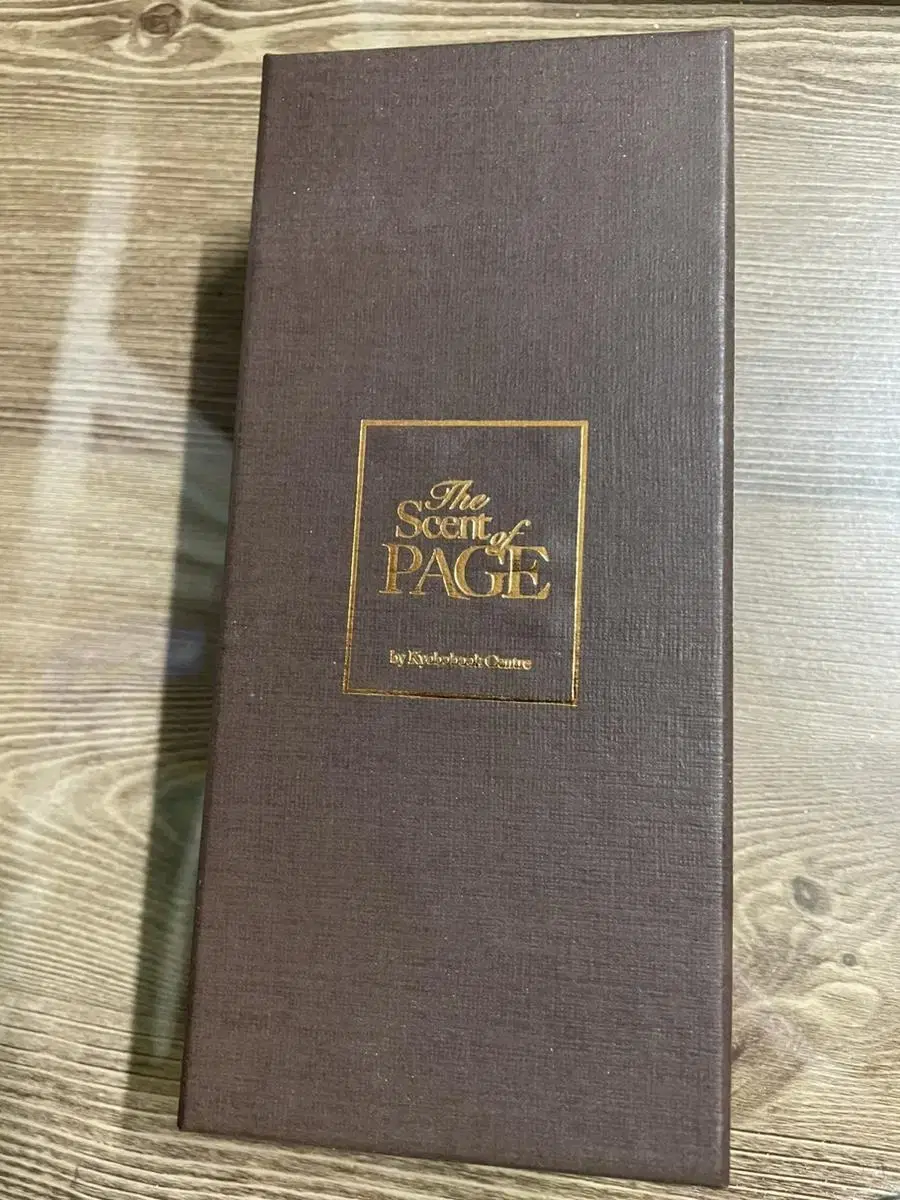 The
Scent of
PAGE
by Kyobobook Centre